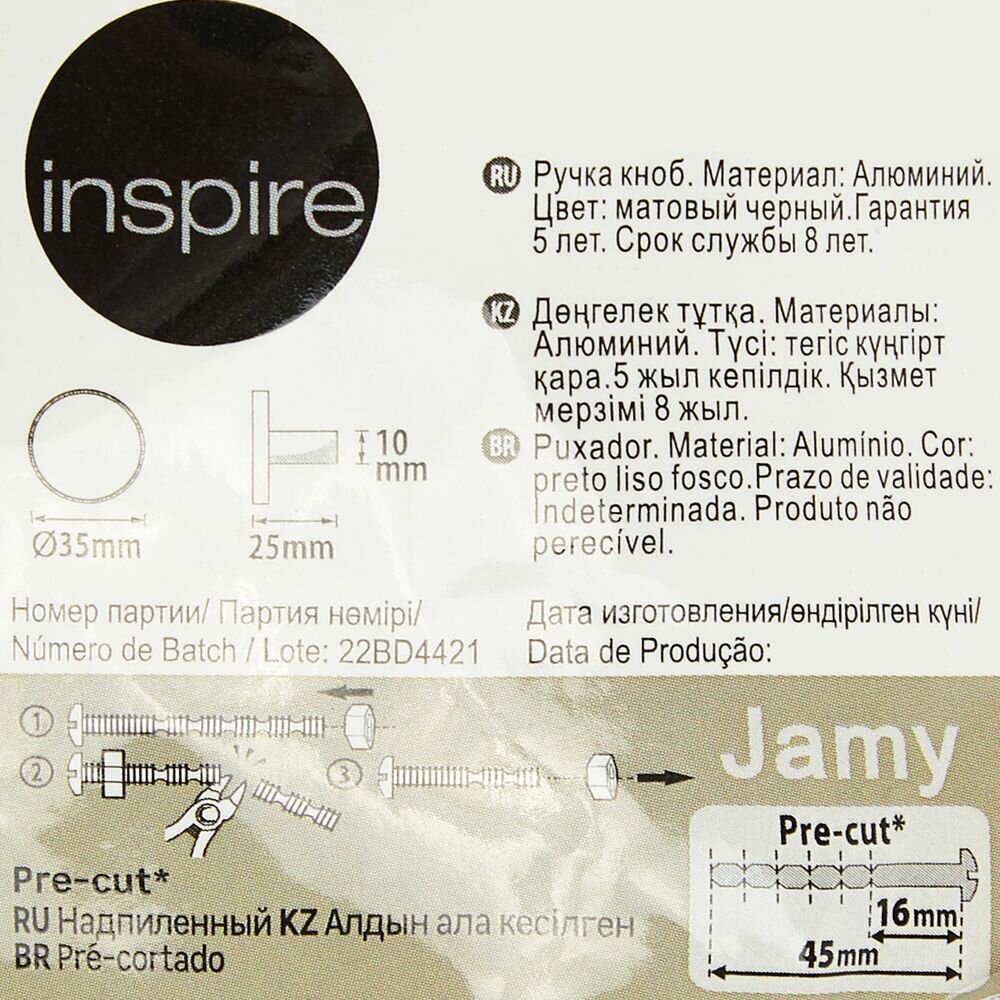 inspire
RU Ручка кноб. Материал: Алюминий.
Цвет: матовый черный.Гарантия
5 лет. Срок службы 8 лет.
KZ Дөңгелек тұтқа. Материалы:
Алюминий. Түсі: тегіс күңгірт
қара.5 жыл кепілдік. Қызмет
мерзімі 8 жыл.
BR Puxador. Material: Alumínio. Cor:
preto liso fosco.Prazo de validade:
Indeterminada. Produto não
perecível.
10
mm
Ø35mm
25mm
Номер партии/ Партия нөмірі/
Número de Batch / Lote: 22BD4421
Дата изготовления/өндірілген күні/
Data de Produção:
1
2
3
Jamy
Pre-cut*
16mm
45mm
Pre-cut*
RU Надпиленный KZ Алдын ала кесілген
BR Pré-cortado